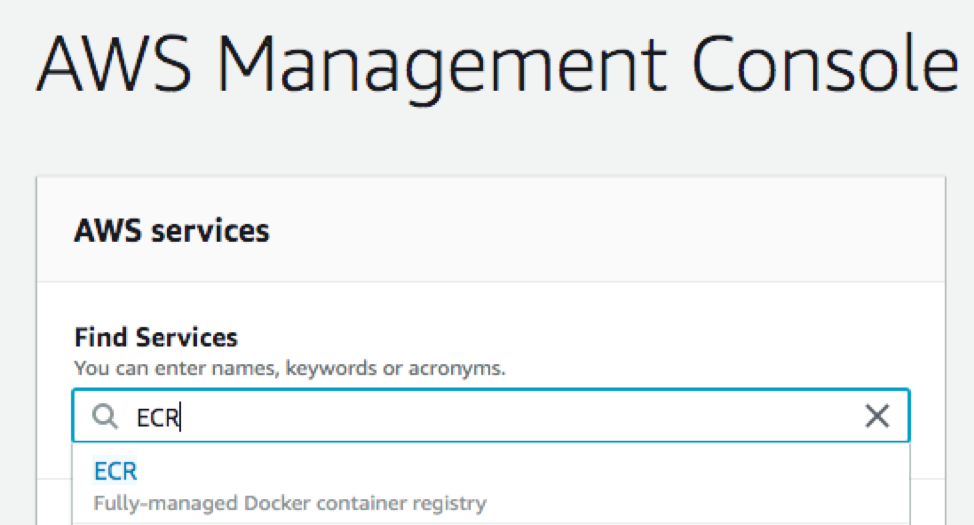 AWS Management Console
AWS services
Find Services
You can enter names, keywords or acronyms.
ECR
ECR
Fully-managed Docker container registry